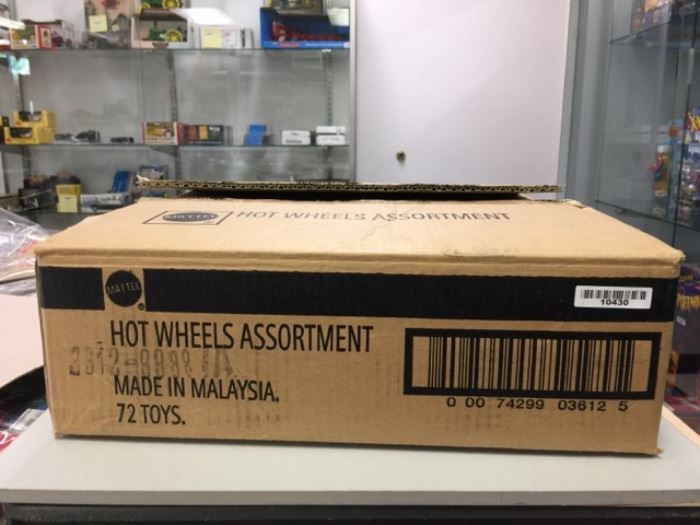 MATTEL HOT WHEELS ASSORTMENT
MATTEL
®
10430
HOT WHEELS ASSORTMENT
MADE IN MALAYSIA.
72 TOYS.
0 00 74299 03612 5